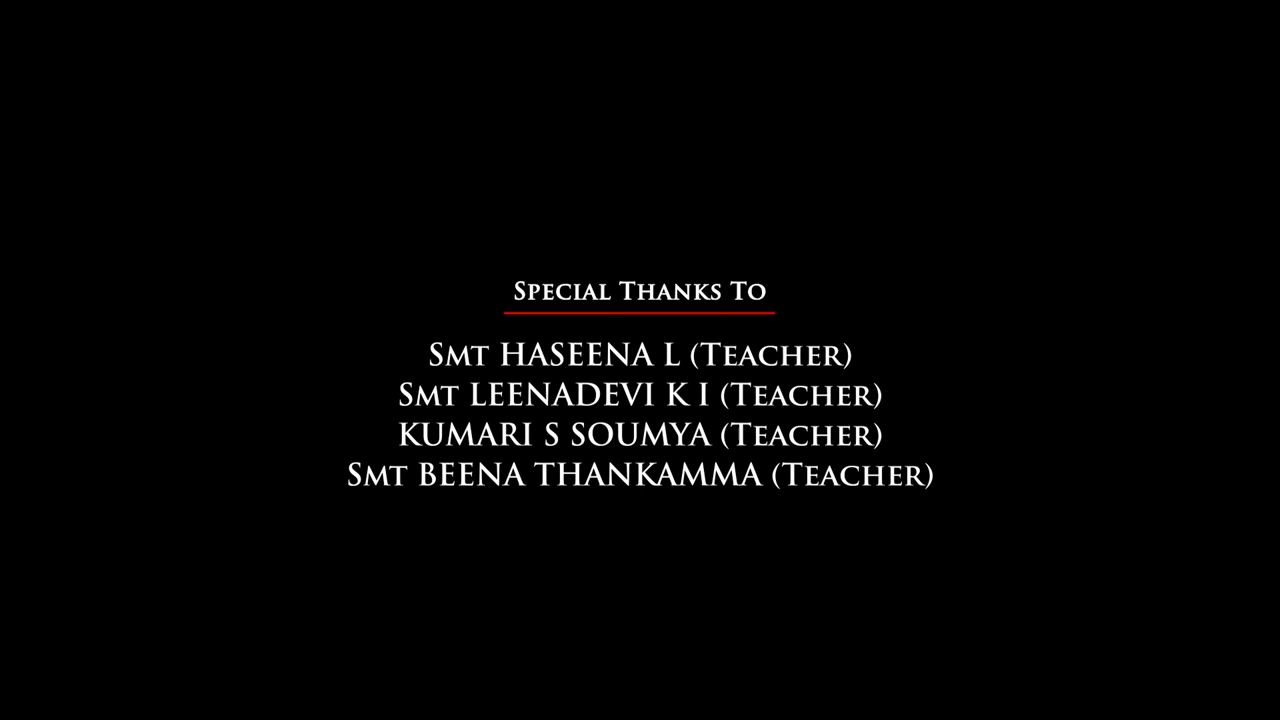 Special Thanks To
Smt HASEENA L (Teacher)
Smt LEENADEVI K I (Teacher)
KUMARI S SOUMYA (Teacher)
Smt BEENA THANKAMMA (Teacher)